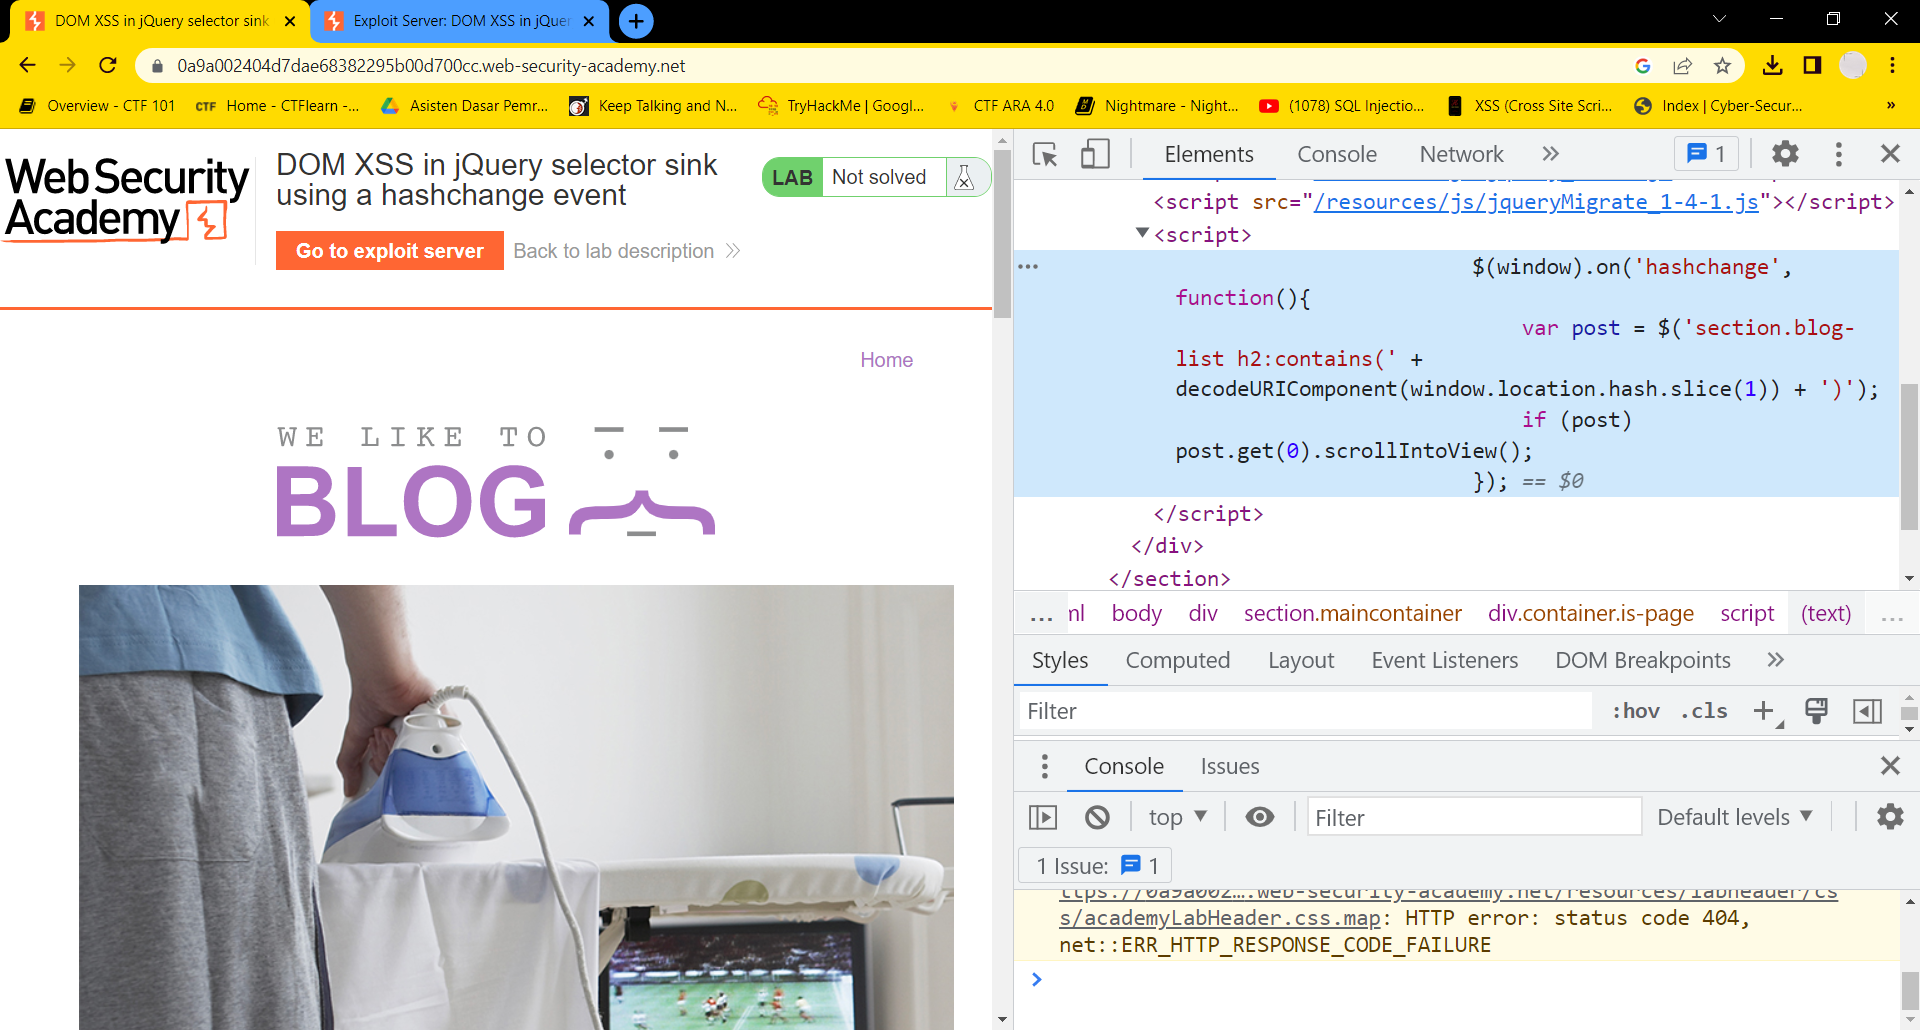 DOM XSS in jQuery selector sink
Exploit Server: DOM XSS in jQuer
0a9a002404d7dae68382295b00d700cc.web-security-academy.net
Overview - CTF 101
CTF Home - CTFlearn -...
Asisten Dasar Pemr...
Keep Talking and N...
TryHackMe | Googl...
CTF ARA 4.0
Nightmare - Night...
(1078) SQL Injectio...
XSS (Cross Site Scri...
Index | Cyber-Secur...
»
Web Security
Academy
DOM XSS in jQuery selector sink
using a hashchange event
LAB Not solved
Go to exploit server
Back to lab description
Home
WE LIKE TO
BLOG
Elements
Console
Network
1
<script src="/resources/js/jqueryMigrate_1-4-1.js"></script>
<script>
$(window).on('hashchange',
function(){
var post = $('section.blog-
list h2:contains(' +
decodeURIComponent(window.location.hash.slice(1)) + ')');
if (post)
post.get(0).scrollIntoView();
}); == $0
</script>
</div>
</section>
... ml body div section.maincontainer div.container.is-page script (text) ...
Styles Computed Layout Event Listeners DOM Breakpoints
Filter
:hov .cls
Console Issues
top
Filter
Default levels
1 Issue: 1
ttps://0a9a002….web-security-academy.net/resources/labheader/cs
s/academyLabHeader.css.map: HTTP error: status code 404,
net::ERR_HTTP_RESPONSE_CODE_FAILURE